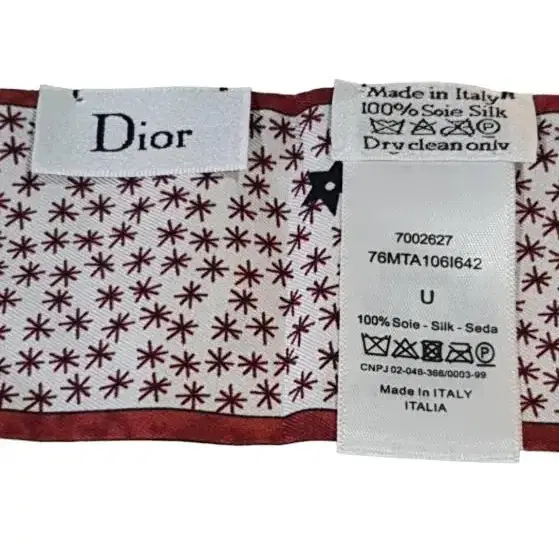 Dior
Made in Italy
100% Soie Silk
Dry clean only
7002627
76MTA106I642
U
100% Soie - Silk - Seda
CNPJ 02-046-366/0003-99
Made in ITALY
ITALIA